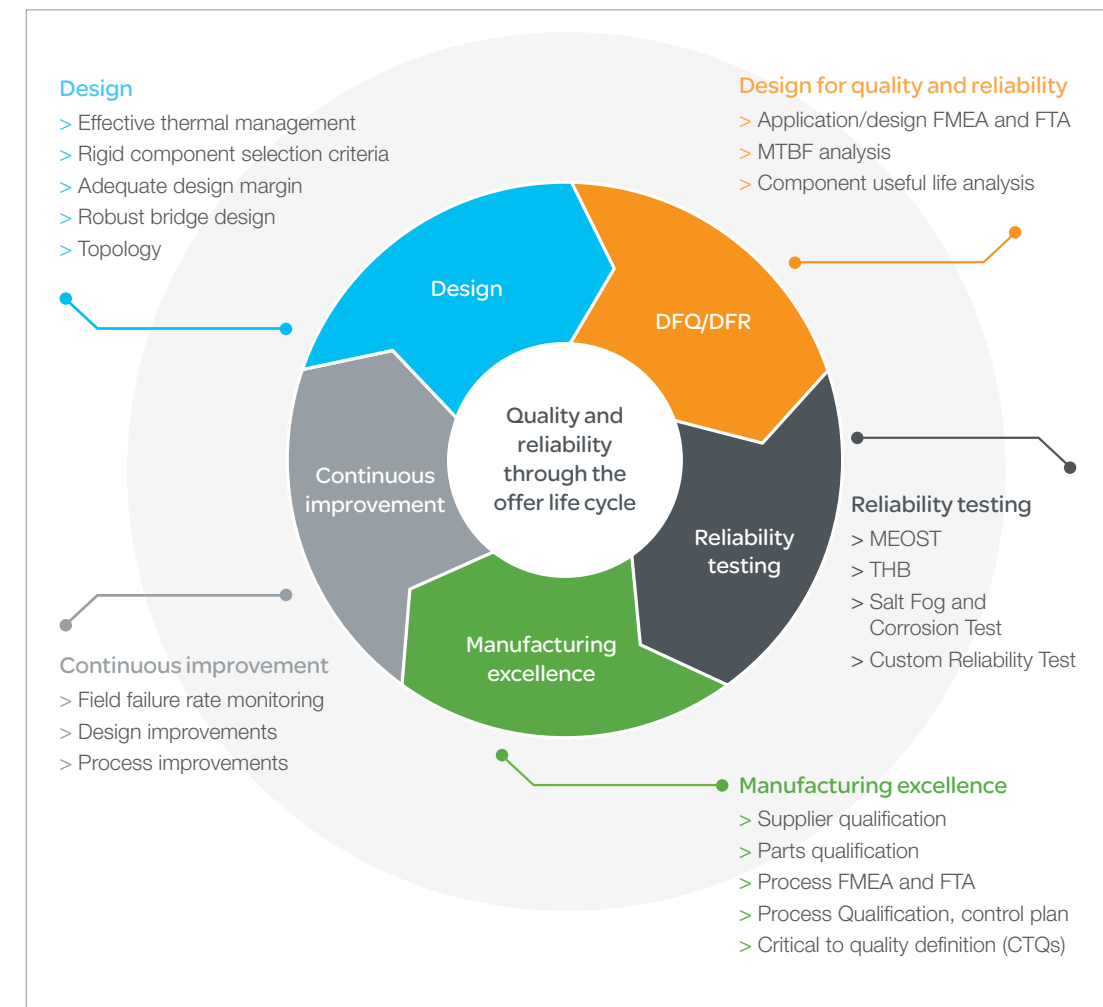 Design
> Effective thermal management
> Rigid component selection criteria
> Adequate design margin
> Robust bridge design
> Topology
Design for quality and reliability
> Application/design FMEA and FTA
> MTBF analysis
> Component useful life analysis
Design
DFQ/DFR
Quality and
reliability
through the
offer life cycle
Continuous
improvement
Reliability
testing
Manufacturing
excellence
Reliability testing
> MEOST
> THB
> Salt Fog and
Corrosion Test
> Custom Reliability Test
Continuous improvement
> Field failure rate monitoring
> Design improvements
> Process improvements
Manufacturing excellence
> Supplier qualification
> Parts qualification
> Process FMEA and FTA
> Process Qualification, control plan
> Critical to quality definition (CTQs)